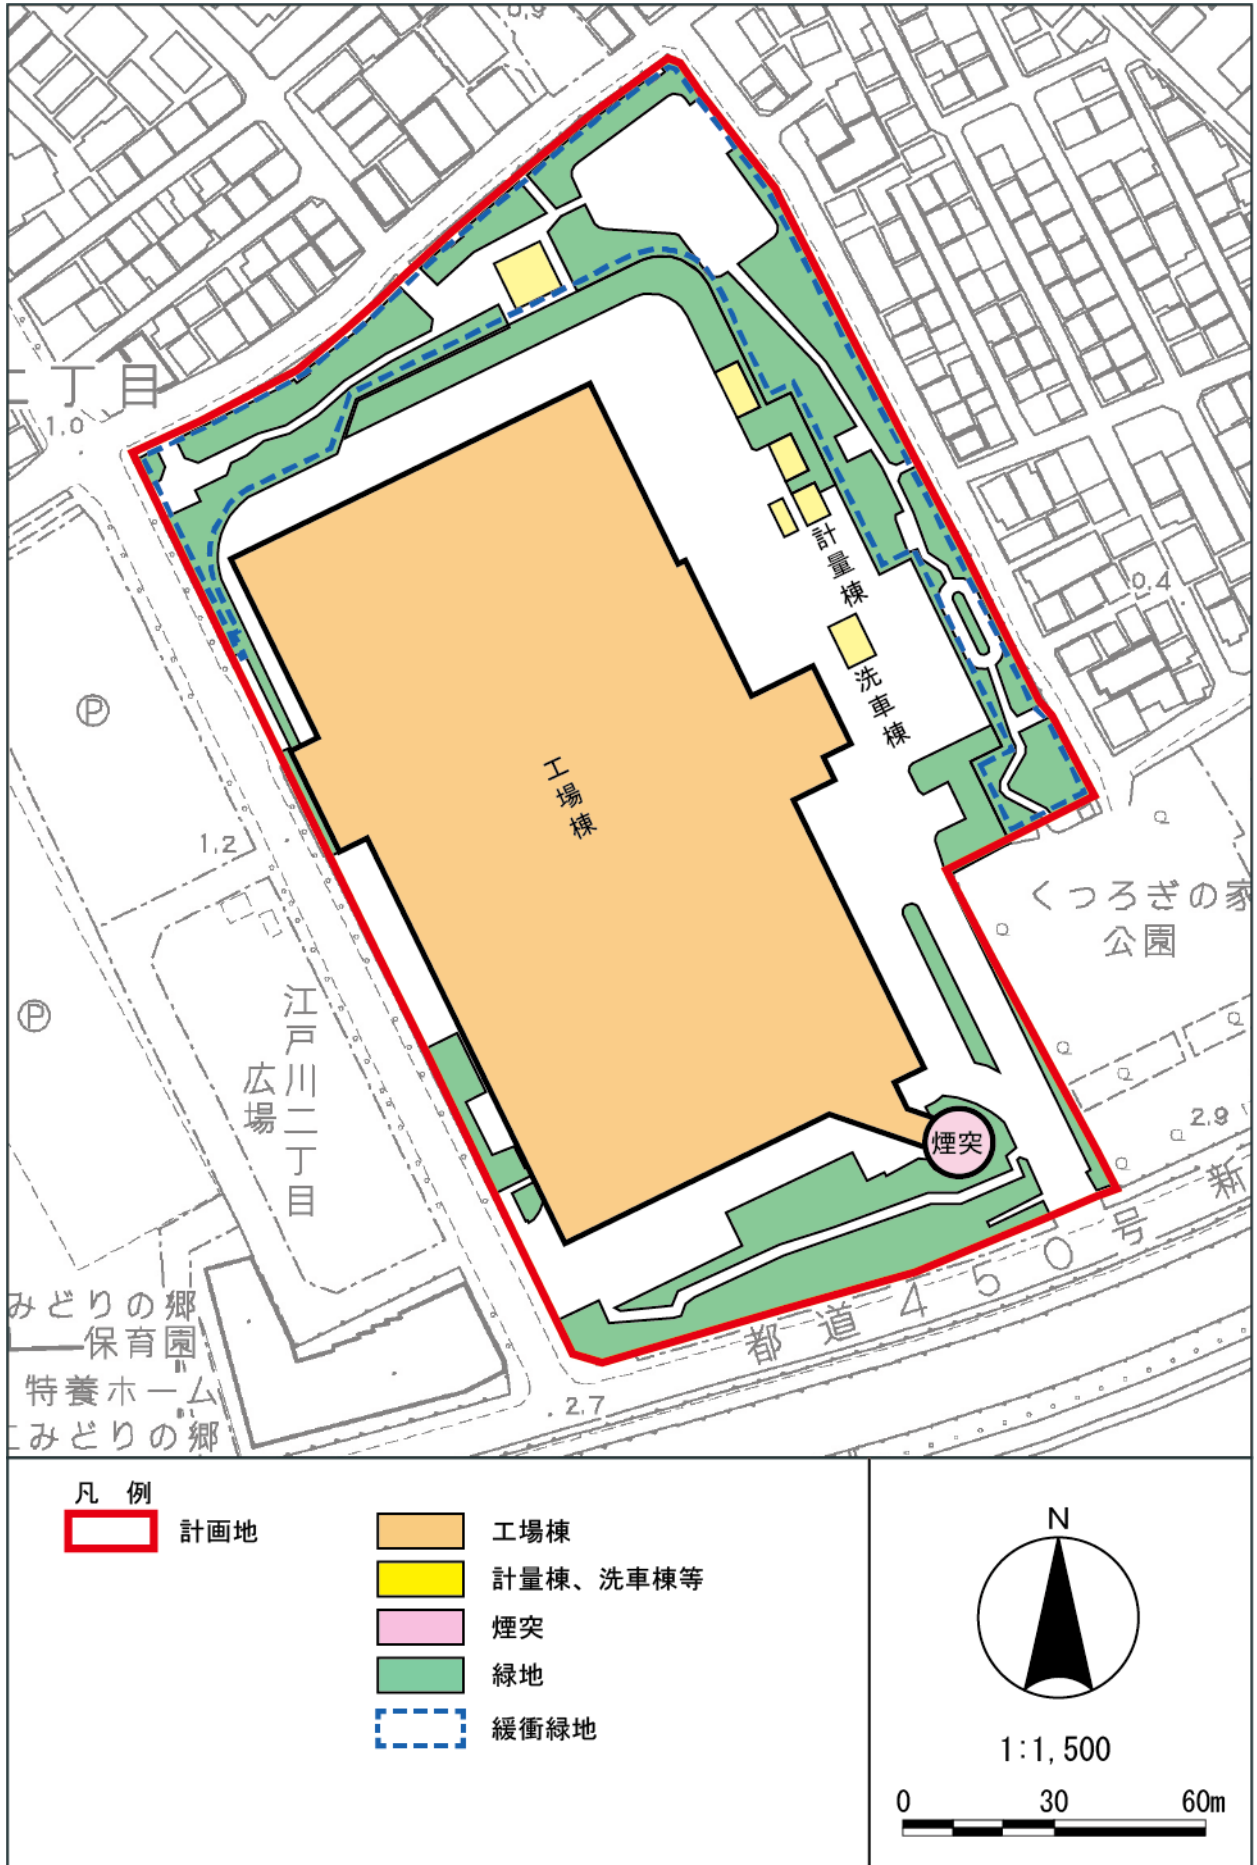 0.9
二丁目
1.0
0.4
計量棟
洗車棟
工場棟
Ⓟ
1.2
くつろぎの家
公園
Ⓟ
江戸川二丁目
広場
煙突
2.9
都道450号新
みどりの郷
保育園
特養ホーム
みどりの郷
2.7
凡 例
計画地
工場棟
計量棟、洗車棟等
煙突
緑地
緩衝緑地
N
1:1,500
0 30 60m